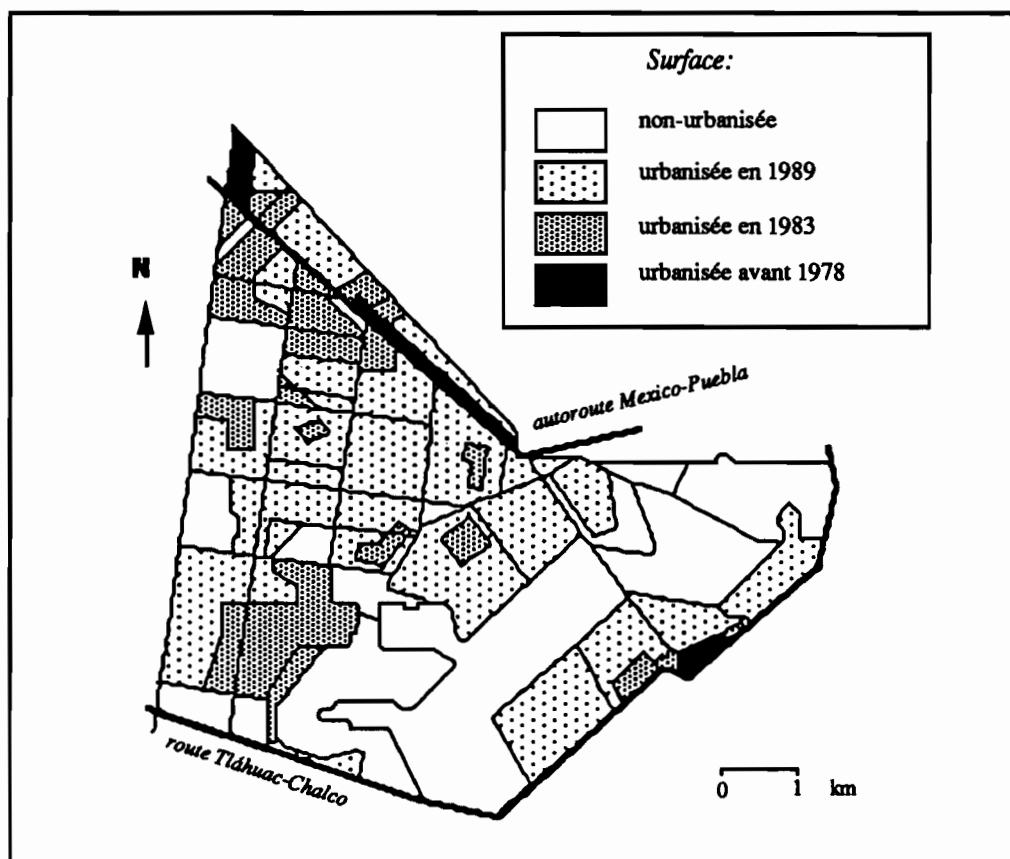 Surface:
non-urbanisée
urbanisée en 1989
urbanisée en 1983
urbanisée avant 1978
N
autoroute Mexico-Puebla
route Tláhuac-Chalco
0 1 km